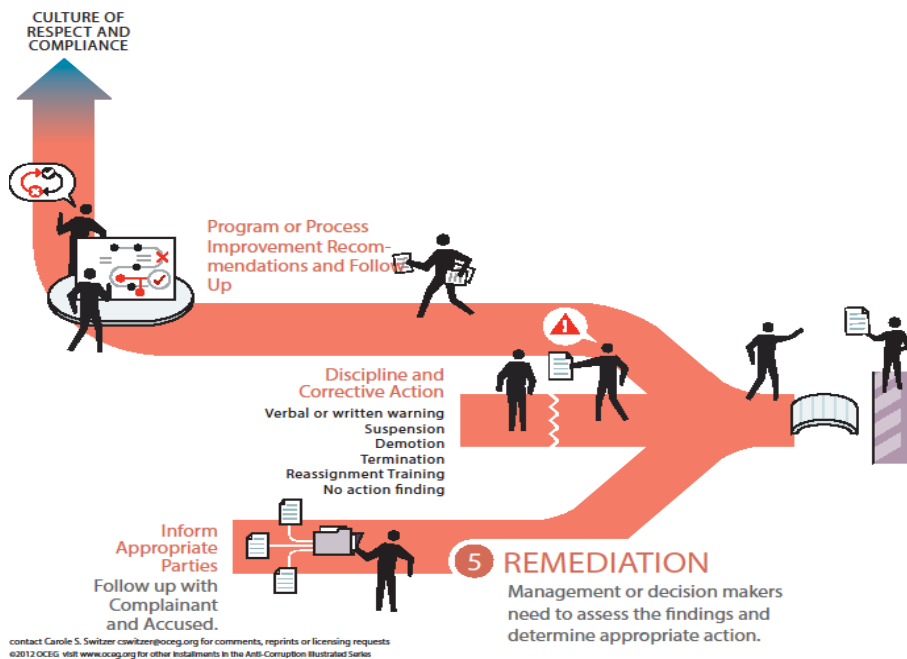 CULTURE OF
RESPECT AND
COMPLIANCE
Program or Process
Improvement Recom-
mendations and Follow
Up
Discipline and
Corrective Action
Verbal or written warning
Suspension
Demotion
Termination
Reassignment Training
No action finding
Inform
Appropriate
Parties
Follow up with
Complainant
and Accused.
5 REMEDIATION
Management or decision makers
need to assess the findings and
determine appropriate action.
contact Carole S. Switzer cswitzer@oceg.org for comments, reprints or licensing requests
©2012 OCEG visit www.oceg.org for other installments in the Anti-Corruption Illustrated Series